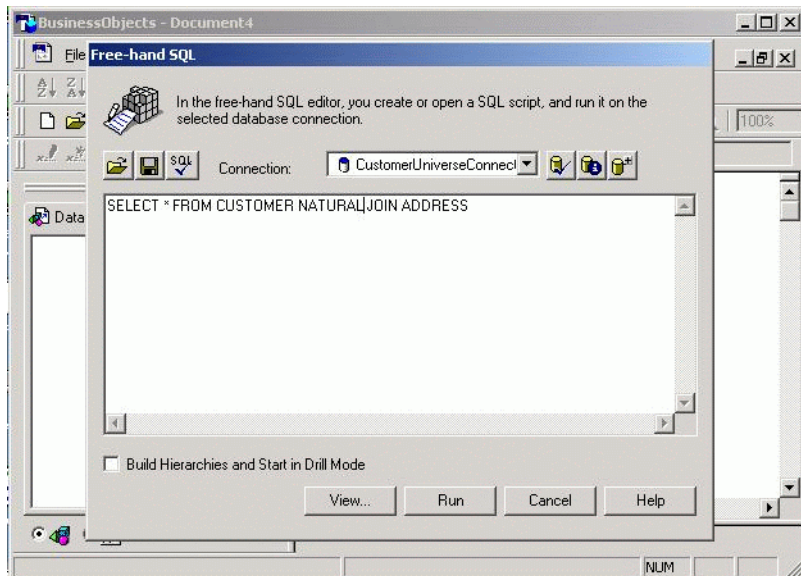 BusinessObjects - Document4
File
Free-hand SQL
In the free-hand SQL editor, you create or open a SQL script, and run it on the
selected database connection.
100%
SQL
Connection:
CustomerUniverseConnect
Data
SELECT * FROM CUSTOMER NATURAL JOIN ADDRESS
Build Hierarchies and Start in Drill Mode
View...
Run
Cancel
Help
NUM